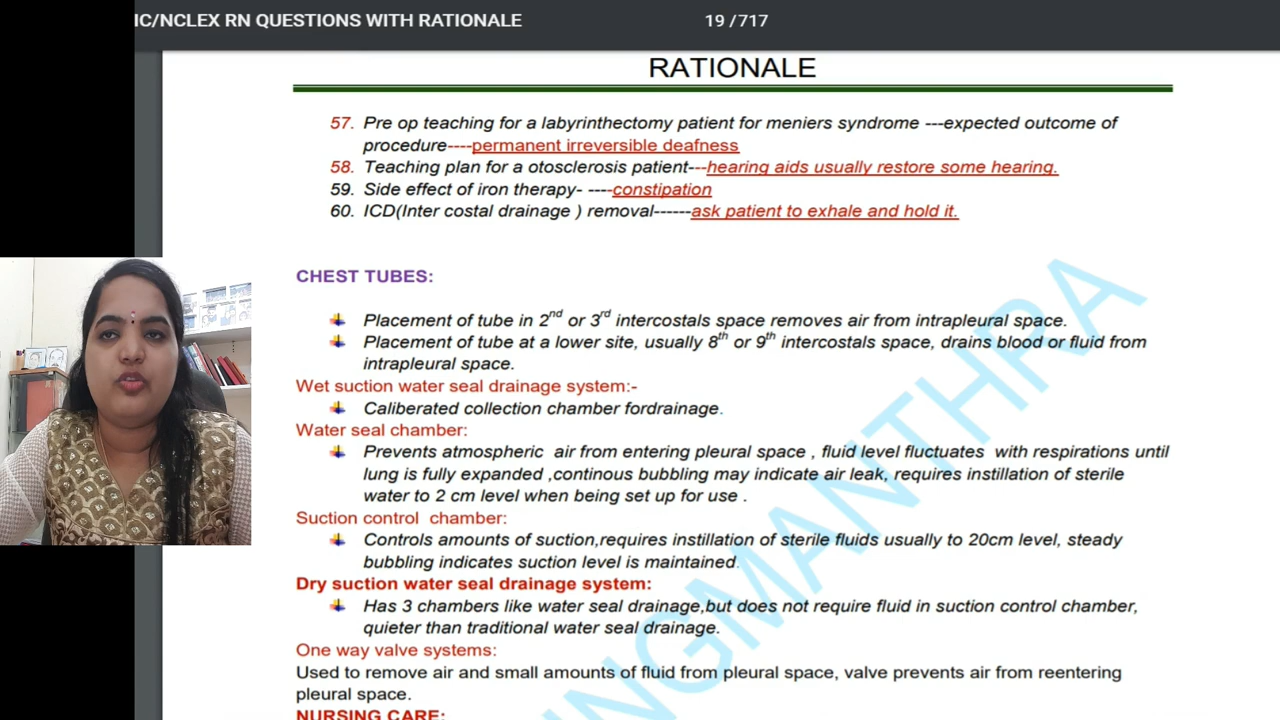 IC/NCLEX RN QUESTIONS WITH RATIONALE
19 / 717
RATIONALE
57. Pre op teaching for a labyrinthectomy patient for meniers syndrome ---expected outcome of
procedure----permanent irreversible deafness
58. Teaching plan for a otosclerosis patient---hearing aids usually restore some hearing.
59. Side effect of iron therapy- ----constipation
60. ICD(Inter costal drainage ) removal------ask patient to exhale and hold it.
CHEST TUBES:
Placement of tube in 2nd or 3rd intercostals space removes air from intrapleural space.
Placement of tube at a lower site, usually 8th or 9th intercostals space, drains blood or fluid from
intrapleural space.
Wet suction water seal drainage system:-
Caliberated collection chamber fordrainage.
Water seal chamber:
Prevents atmospheric air from entering pleural space , fluid level fluctuates with respirations until
lung is fully expanded ,continous bubbling may indicate air leak, requires instillation of sterile
water to 2 cm level when being set up for use .
Suction control chamber:
Controls amounts of suction,requires instillation of sterile fluids usually to 20cm level, steady
bubbling indicates suction level is maintained.
Dry suction water seal drainage system:
Has 3 chambers like water seal drainage,but does not require fluid in suction control chamber,
quieter than traditional water seal drainage.
One way valve systems:
Used to remove air and small amounts of fluid from pleural space, valve prevents air from reentering
pleural space.
NURSING CARE:
NGMANTHRA